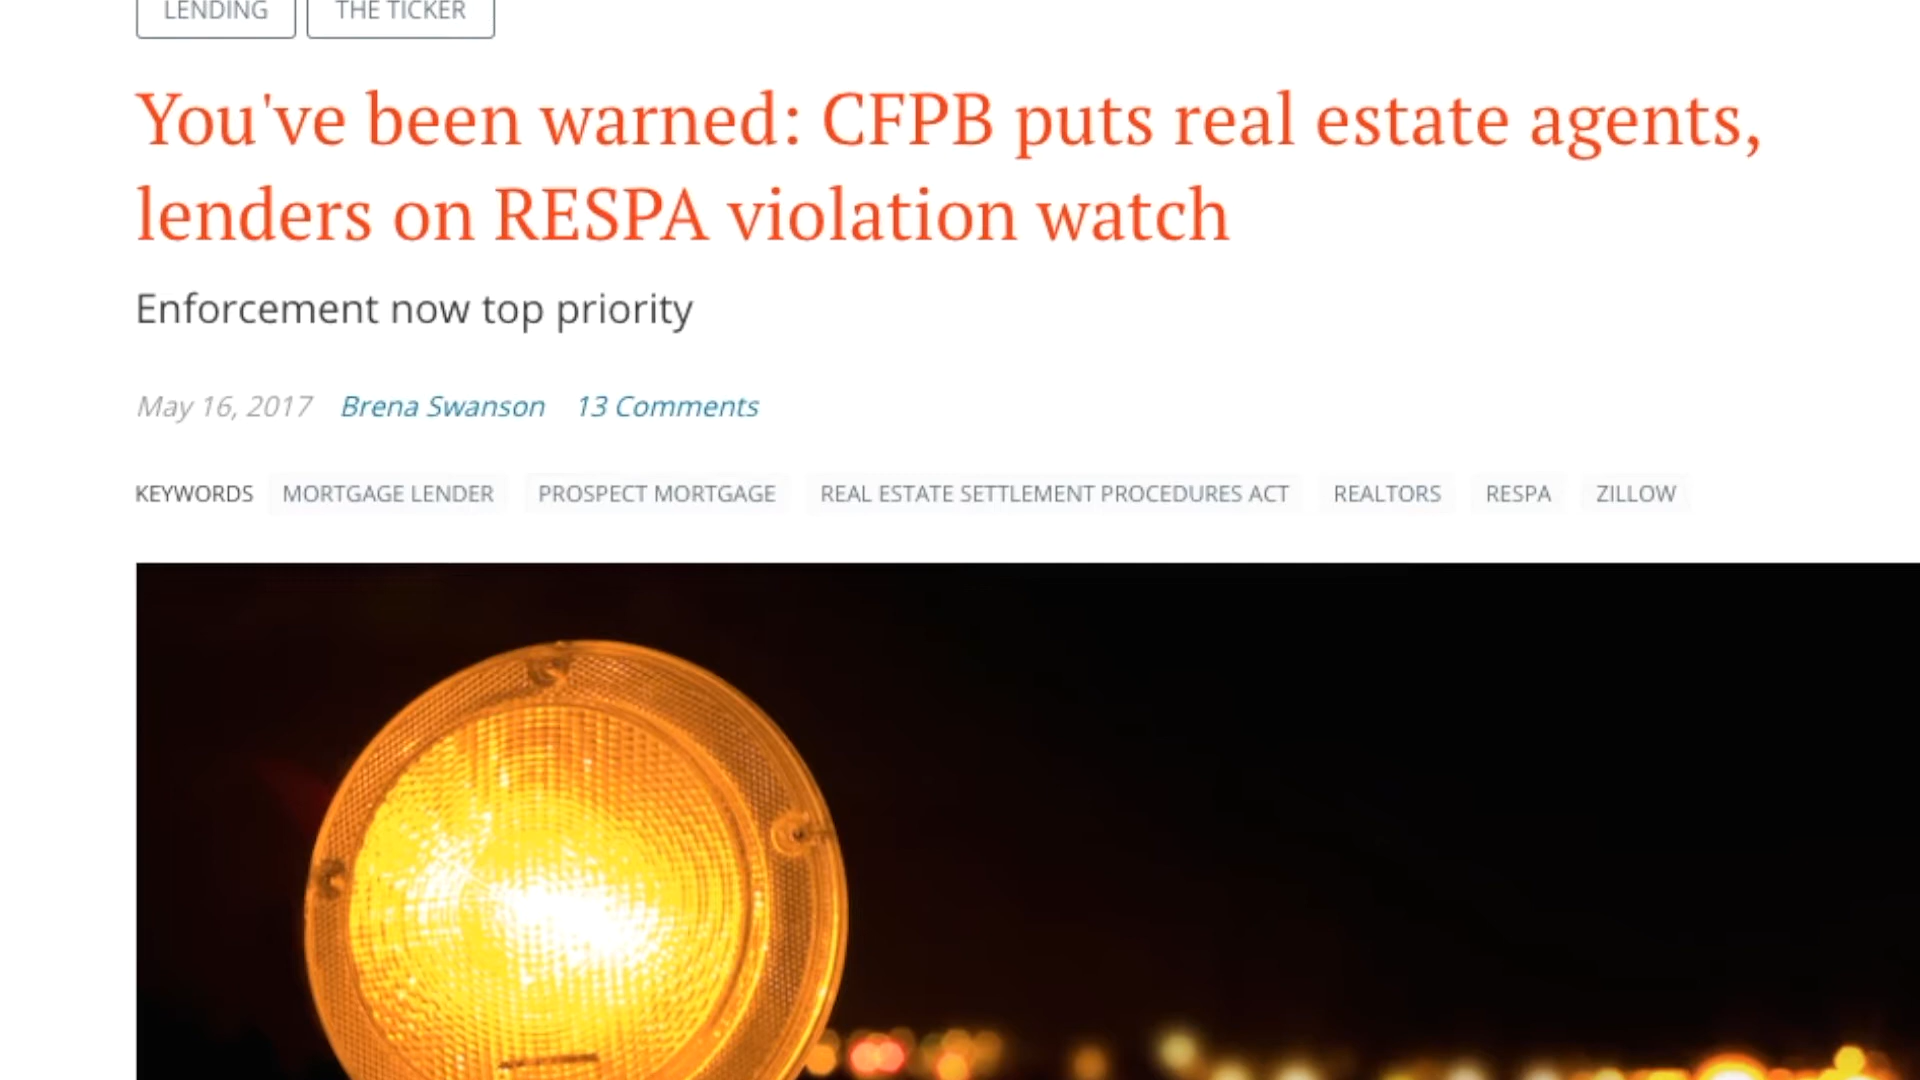 LENDING THE TICKER
You've been warned: CFPB puts real estate agents,
lenders on RESPA violation watch
Enforcement now top priority
May 16, 2017 Brena Swanson 13 Comments
KEYWORDS MORTGAGE LENDER PROSPECT MORTGAGE REAL ESTATE SETTLEMENT PROCEDURES ACT REALTORS RESPA ZILLOW